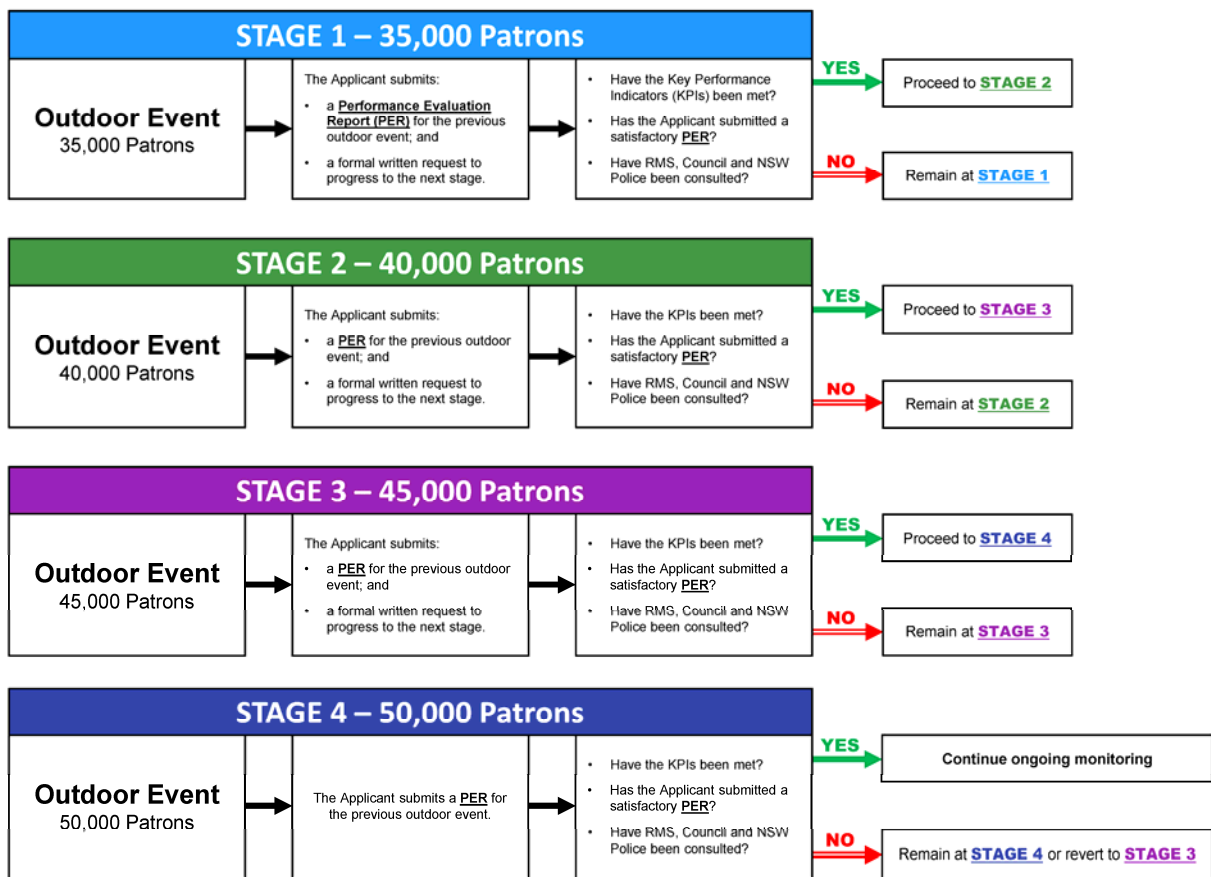 STAGE 1 – 35,000 Patrons
Outdoor Event
35,000 Patrons
The Applicant submits:
• a Performance Evaluation
Report (PER) for the previous
outdoor event; and
• a formal written request to
progress to the next stage.
• Have the Key Performance
Indicators (KPIs) been met?
• Has the Applicant submitted a
satisfactory PER?
• Have RMS, Council and NSW
Police been consulted?
YES
Proceed to STAGE 2
NO
Remain at STAGE 1
STAGE 2 – 40,000 Patrons
Outdoor Event
40,000 Patrons
The Applicant submits:
• a PER for the previous outdoor
event; and
• a formal written request to
progress to the next stage.
• Have the KPIs been met?
• Has the Applicant submitted a
satisfactory PER?
• Have RMS, Council and NSW
Police been consulted?
YES
Proceed to STAGE 3
NO
Remain at STAGE 2
STAGE 3 – 45,000 Patrons
Outdoor Event
45,000 Patrons
The Applicant submits:
• a PER for the previous outdoor
event; and
• a formal written request to
progress to the next stage.
• Have the KPIs been met?
• Has the Applicant submitted a
satisfactory PER?
• Have RMS, Council and NSW
Police been consulted?
YES
Proceed to STAGE 4
NO
Remain at STAGE 3
STAGE 4 – 50,000 Patrons
Outdoor Event
50,000 Patrons
The Applicant submits a PER for
the previous outdoor event.
• Have the KPIs been met?
• Has the Applicant submitted a
satisfactory PER?
• Have RMS, Council and NSW
Police been consulted?
YES
Continue ongoing monitoring
NO
Remain at STAGE 4 or revert to STAGE 3